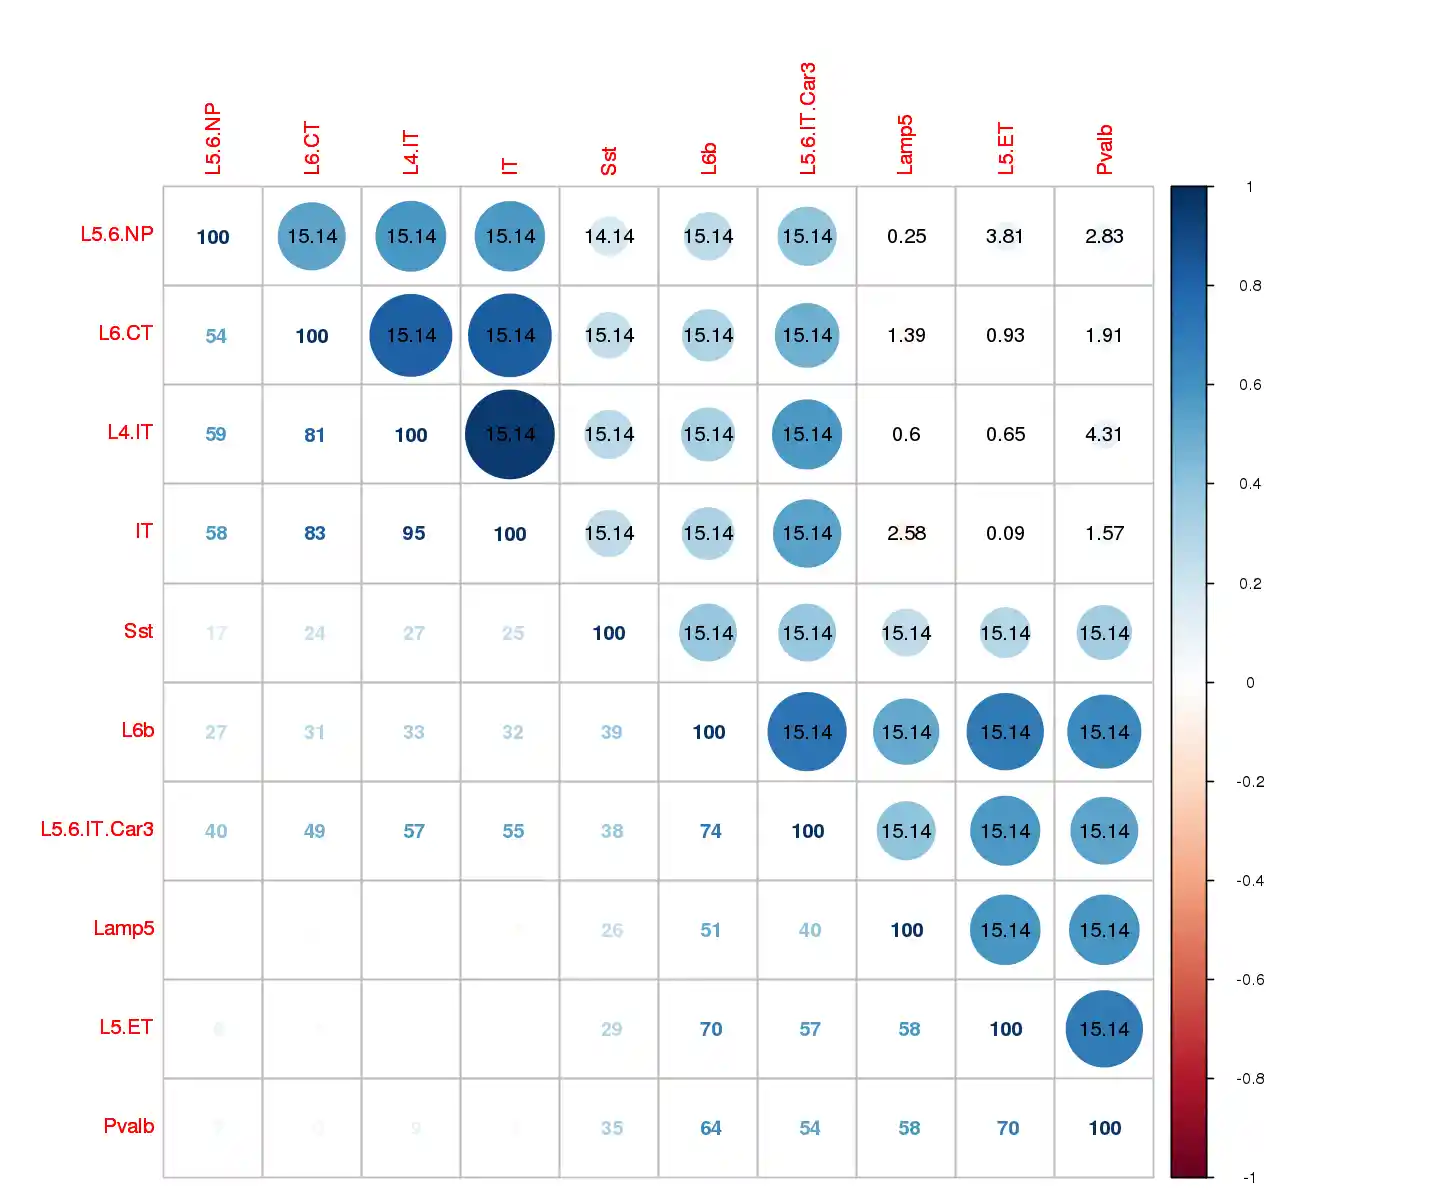 L5.6.NP L6.CT L4.IT IT Sst L6b L5.6.IT.Car3 Lamp5 L5.ET Pvalb
L5.6.NP 100 15.14 15.14 15.14 14.14 15.14 15.14 0.25 3.81 2.83
L6.CT 54 100 15.14 15.14 15.14 15.14 15.14 1.39 0.93 1.91
L4.IT 59 81 100 15.14 15.14 15.14 15.14 0.6 0.65 4.31
IT 58 83 95 100 15.14 15.14 15.14 2.58 0.09 1.57
Sst 17 24 27 25 100 15.14 15.14 15.14 15.14 15.14
L6b 27 31 33 32 39 100 15.14 15.14 15.14 15.14
L5.6.IT.Car3 40 49 57 55 38 74 100 15.14 15.14 15.14
Lamp5 26 51 40 100 15.14 15.14
L5.ET 29 70 57 58 100 15.14
Pvalb 9 35 64 54 58 70 100
1
0.8
0.6
0.4
0.2
0
-0.2
-0.4
-0.6
-0.8
-1